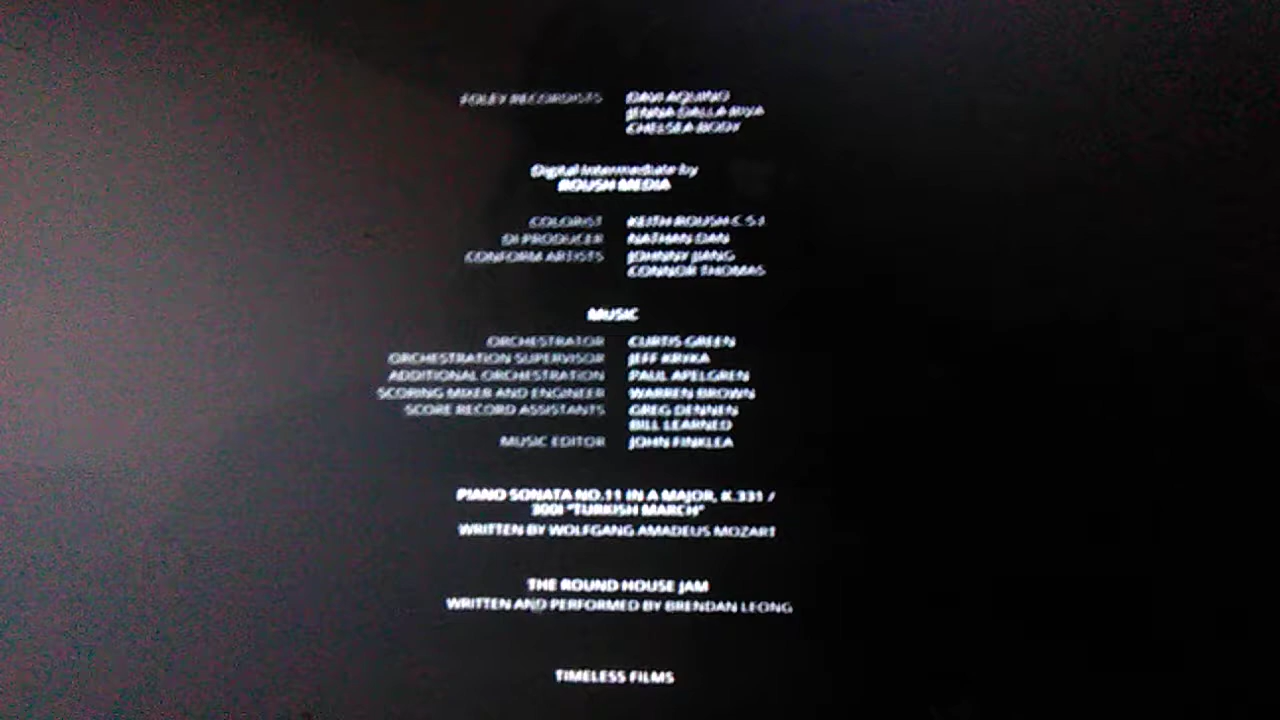 FOLEY RECORDISTS DAVI AQUINO
JENNA DALLA RIVA
CHELSEA BODY
Digital Intermediate by
ROUSH MEDIA
COLORIST KEITH ROUSH C.S.I
DI PRODUCER NATHAN DAN
CONFORM ARTISTS JOHNNY JIANG
CONNOR THOMAS
MUSIC
ORCHESTRATOR CURTIS GREEN
ORCHESTRATION SUPERVISOR JEFF KRYKA
ADDITIONAL ORCHESTRATION PAUL APELGREN
SCORING MIXER AND ENGINEER WARREN BROWN
SCORE RECORD ASSISTANTS GREG DENNEN
BILL LEARNED
MUSIC EDITOR JOHN FINKLEA
PIANO SONATA NO.11 IN A MAJOR, K.331 /
300I "TURKISH MARCH"
WRITTEN BY WOLFGANG AMADEUS MOZART
THE ROUND HOUSE JAM
WRITTEN AND PERFORMED BY BRENDAN LEONG
TIMELESS FILMS